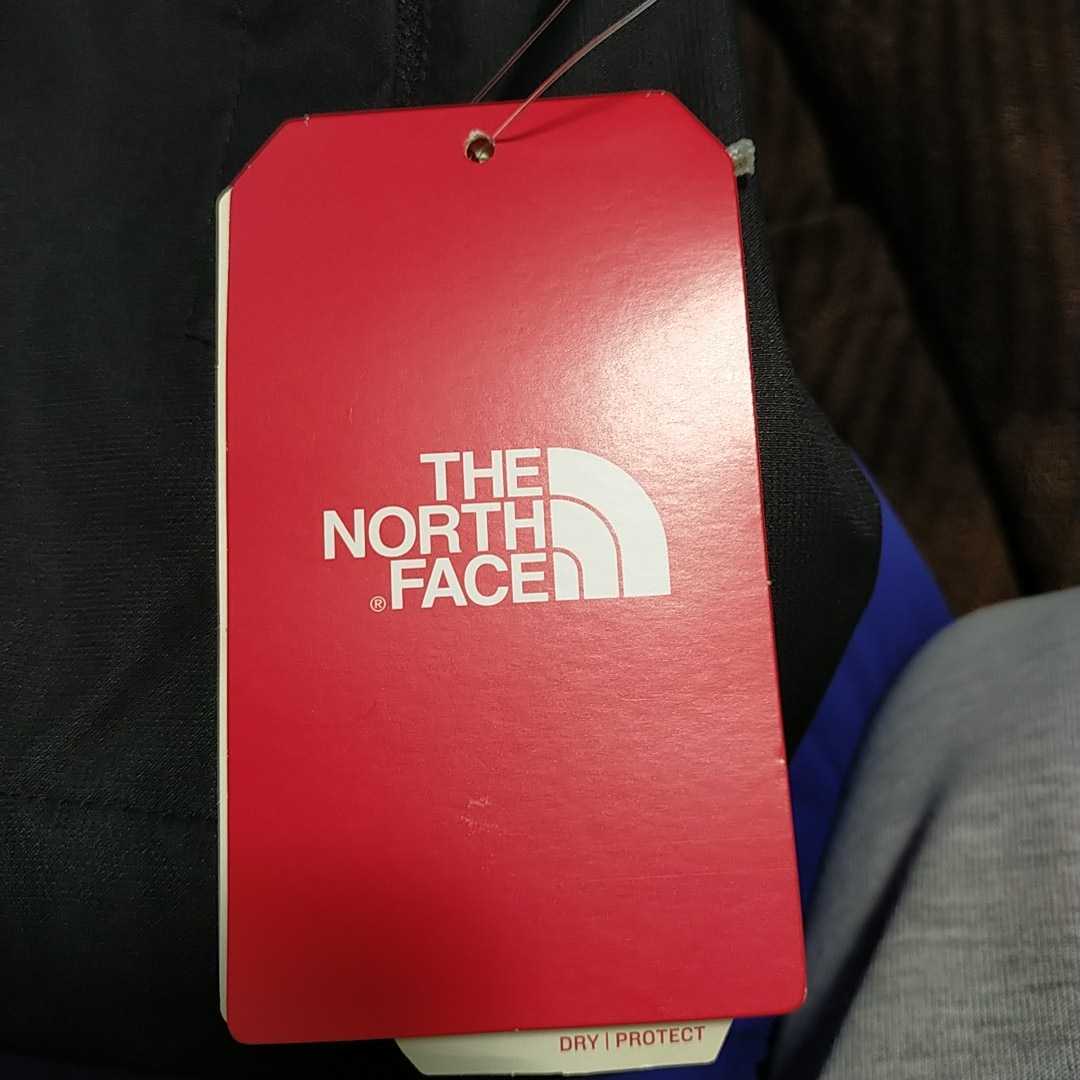 THE
NORTH
®FACE
DRY | PROTECT